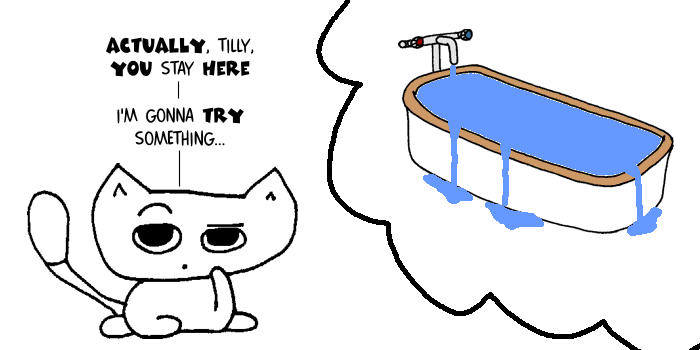 ACTUALLY, TILLY,
YOU STAY HERE
I'M GONNA TRY
SOMETHING...